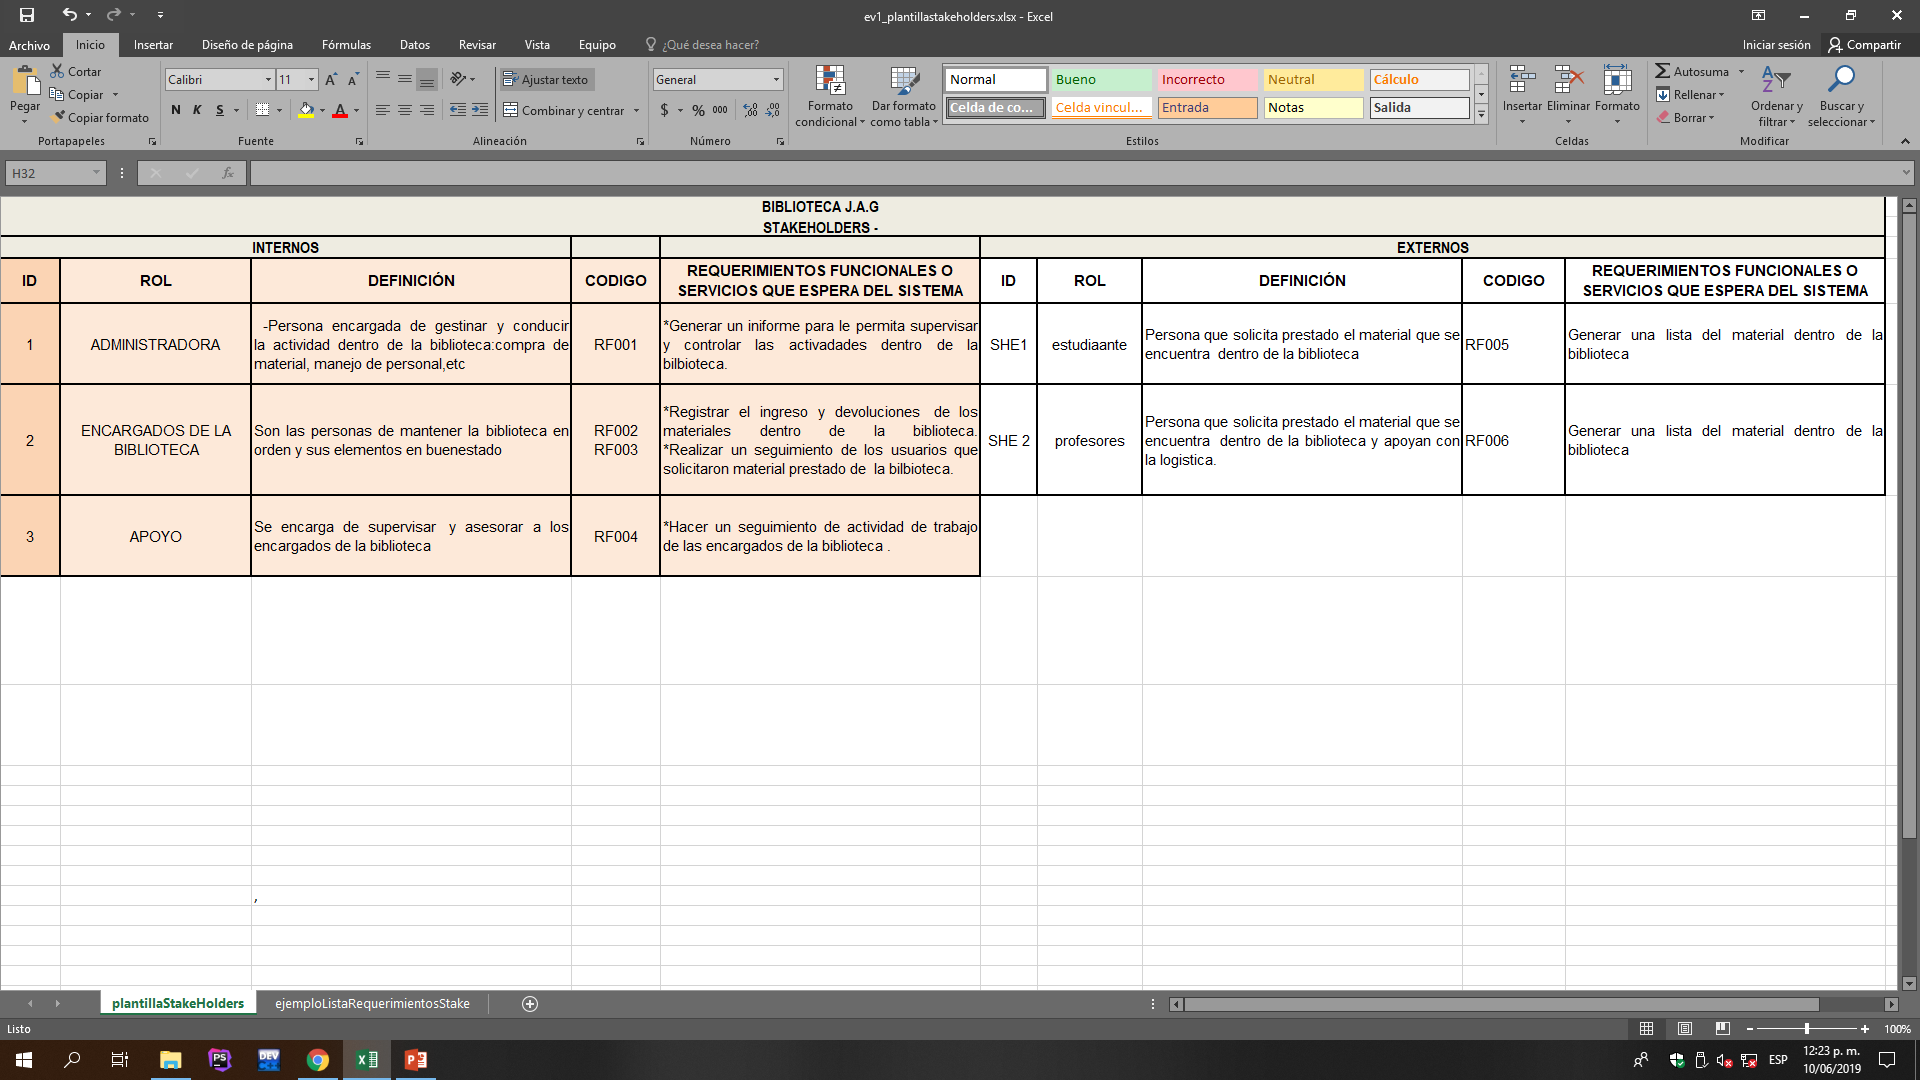 ev1_plantillastakeholders.xlsx - Excel
Archivo
Inicio
Insertar
Diseño de página
Fórmulas
Datos
Revisar
Vista
Equipo
¿Qué desea hacer?
Iniciar sesión
Compartir
Pegar
Cortar
Copiar
Copiar formato
Portapapeles
Calibri
11
N K S
Fuente
Ajustar texto
Combinar y centrar
Alineación
General
$ % 000
Número
Formato
condicional
Dar formato
como tabla
Normal
Bueno
Incorrecto
Neutral
Cálculo
Celda de co...
Celda vincul...
Entrada
Notas
Salida
Estilos
Insertar
Eliminar
Formato
Celdas
Autosuma
Rellenar
Borrar
Ordenar y
filtrar
Buscar y
seleccionar
Modificar
H32
fx
BIBLIOTECA J.A.G
STAKEHOLDERS -
INTERNOS
EXTERNOS
ID
ROL
DEFINICIÓN
CODIGO
REQUERIMIENTOS FUNCIONALES O
SERVICIOS QUE ESPERA DEL SISTEMA
ID
ROL
DEFINICIÓN
CODIGO
REQUERIMIENTOS FUNCIONALES O
SERVICIOS QUE ESPERA DEL SISTEMA
1
ADMINISTRADORA
-Persona encargada de gestinar y conducir
la actividad dentro de la biblioteca:compra de
material, manejo de personal,etc
RF001
*Generar un iniforme para le permita supervisar
y controlar las activadades dentro de la
bilbioteca.
SHE1
estudiaante
Persona que solicita prestado el material que se
encuentra dentro de la biblioteca
RF005
Generar una lista del material dentro de la
biblioteca
2
ENCARGADOS DE LA
BIBLIOTECA
Son las personas de mantener la biblioteca en
orden y sus elementos en buenestado
RF002
RF003
*Registrar el ingreso y devoluciones de los
materiales dentro de la biblioteca.
*Realizar un seguimiento de los usuarios que
solicitaron material prestado de la bilbioteca.
SHE 2
profesores
Persona que solicita prestado el material que se
encuentra dentro de la biblioteca y apoyan con
la logistica.
RF006
Generar una lista del material dentro de la
biblioteca
3
APOYO
Se encarga de supervisar y asesorar a los
encargados de la biblioteca
RF004
*Hacer un seguimiento de actividad de trabajo
de las encargados de la biblioteca .
,
plantillaStakeHolders
ejemploListaRequerimientosStake
Listo
100%
ESP
12:23 p. m.
10/06/2019